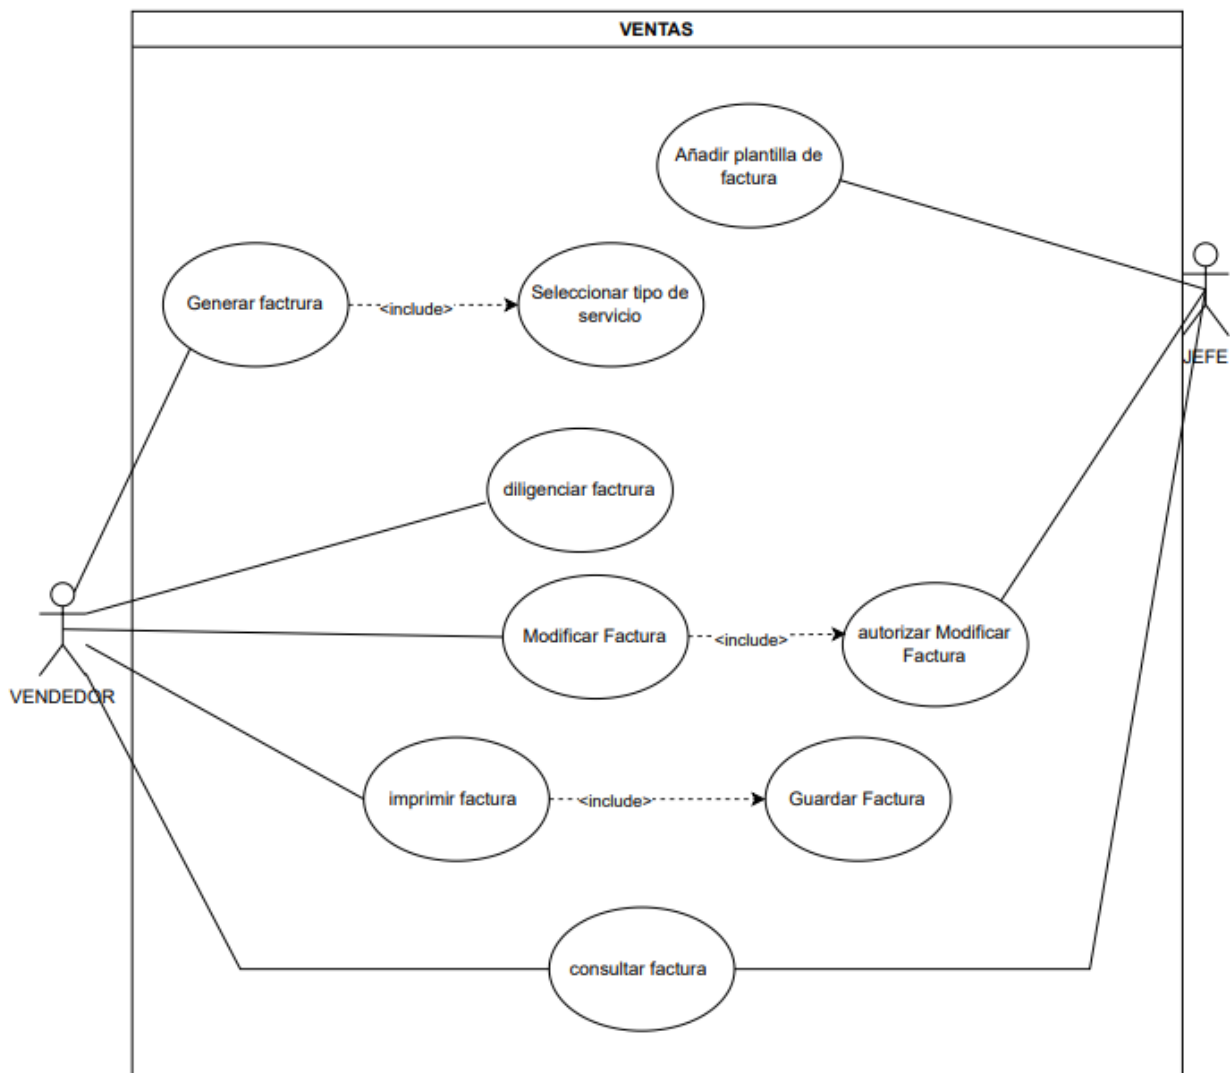 VENTAS
Añadir plantilla de
factura
Generar factrura
<include>
Seleccionar tipo de
servicio
JEFE
diligenciar factrura
VENDEDOR
Modificar Factura
<include>
autorizar Modificar
Factura
imprimir factura
<include>
Guardar Factura
consultar factura